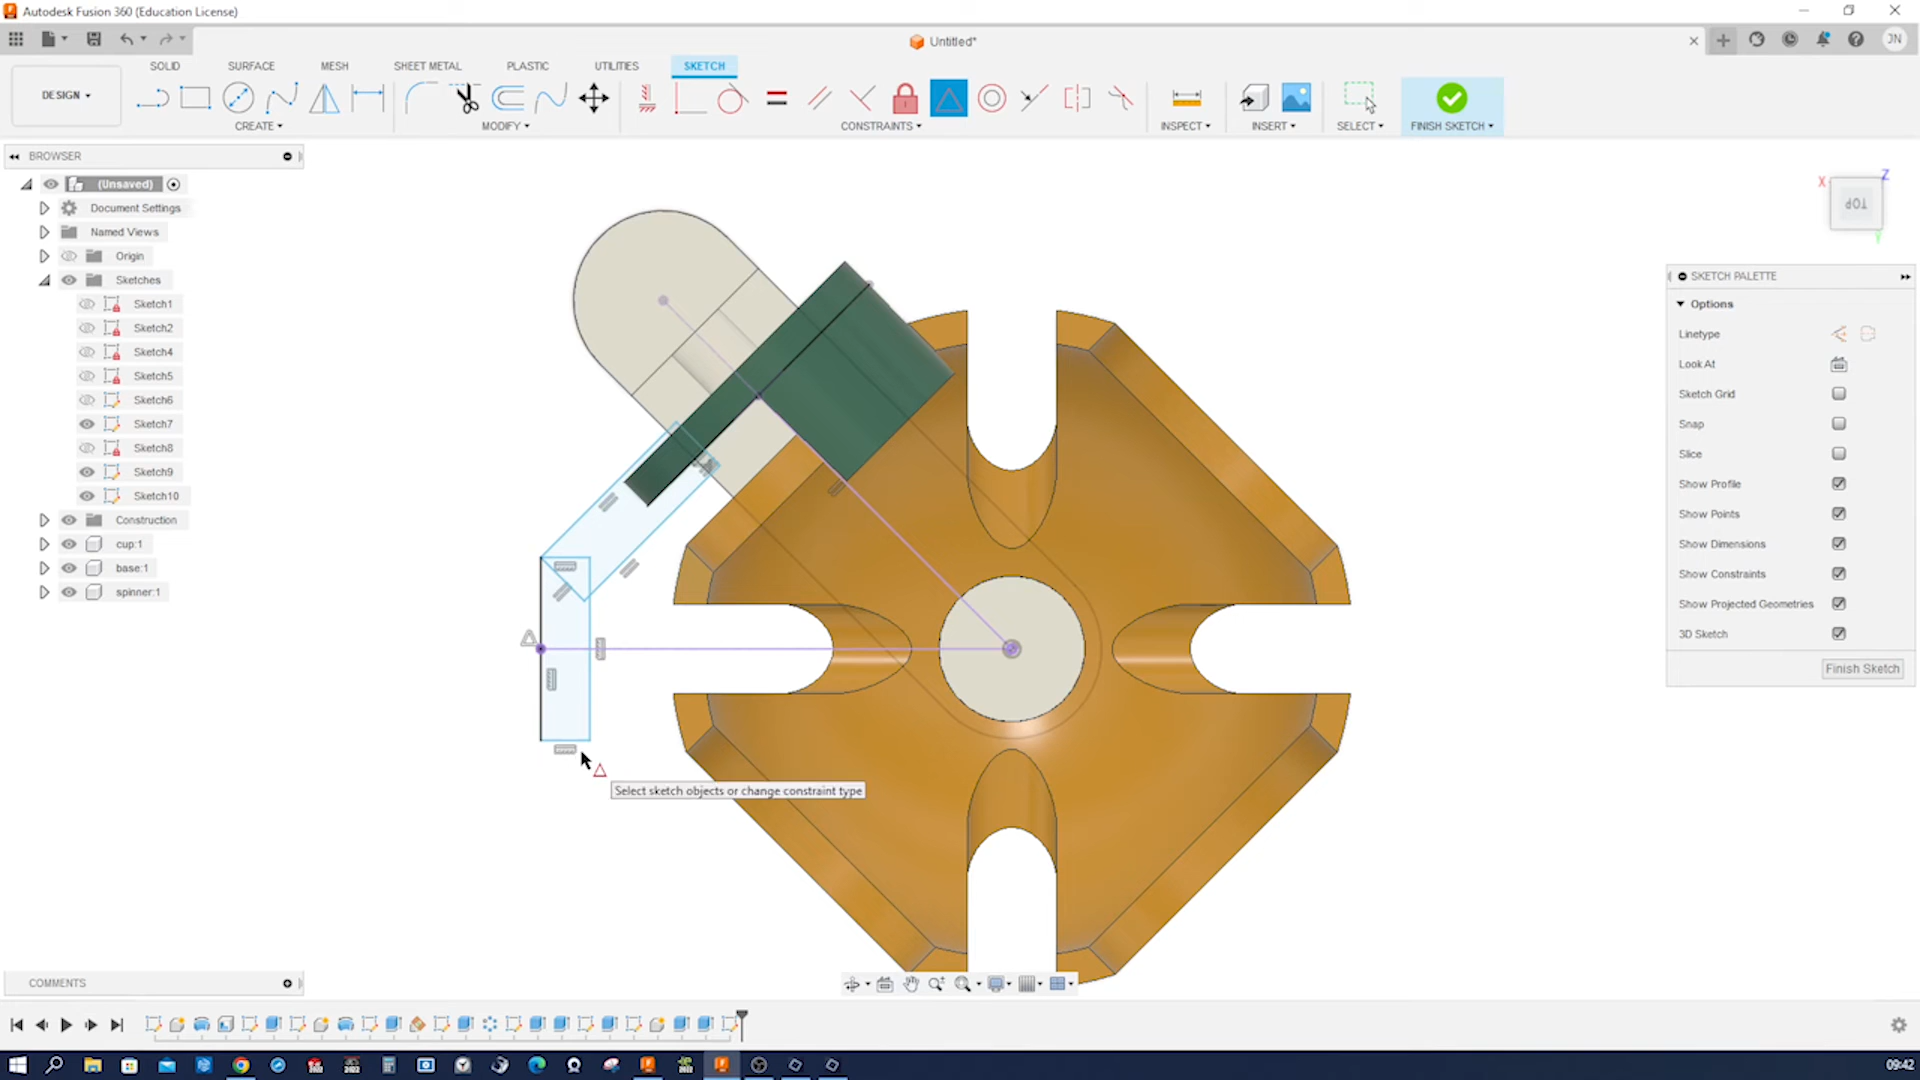 Autodesk Fusion 360 (Education License)
Untitled*
JN
SOLID SURFACE MESH SHEET METAL PLASTIC UTILITIES SKETCH
DESIGN
CREATE MODIFY CONSTRAINTS INSPECT INSERT SELECT FINISH SKETCH
BROWSER
(Unsaved)
Document Settings
Named Views
Origin
Sketches
Sketch1
Sketch2
Sketch4
Sketch5
Sketch6
Sketch7
Sketch8
Sketch9
Sketch10
Construction
cup:1
base:1
spinner:1
X
Z
TOP
Y
SKETCH PALETTE
Options
Linetype
Look At
Sketch Grid
Snap
Slice
Show Profile
Show Points
Show Dimensions
Show Constraints
Show Projected Geometries
3D Sketch
Finish Sketch
Select sketch objects or change constraint type
COMMENTS
09:42